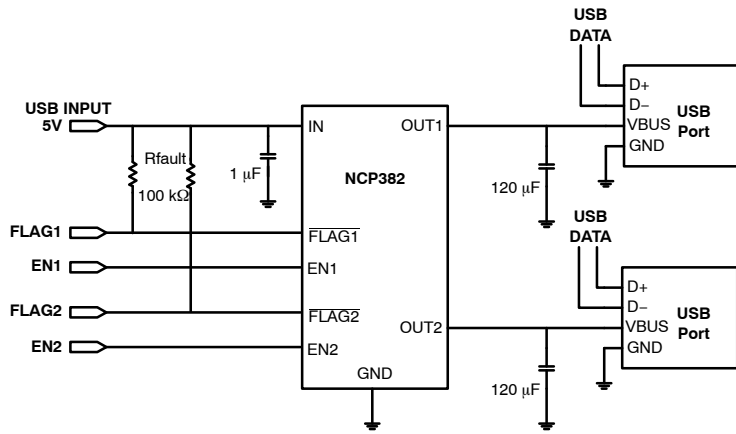 USB
DATA
D+
D−
VBUS
GND
USB
Port
USB INPUT
5V
Rfault
100 kΩ
1 μF
IN
OUT1
NCP382
120 μF
FLAG1
FLAG1
EN1
EN1
FLAG2
FLAG2
EN2
EN2
OUT2
GND
120 μF
USB
DATA
D+
D−
VBUS
GND
USB
Port